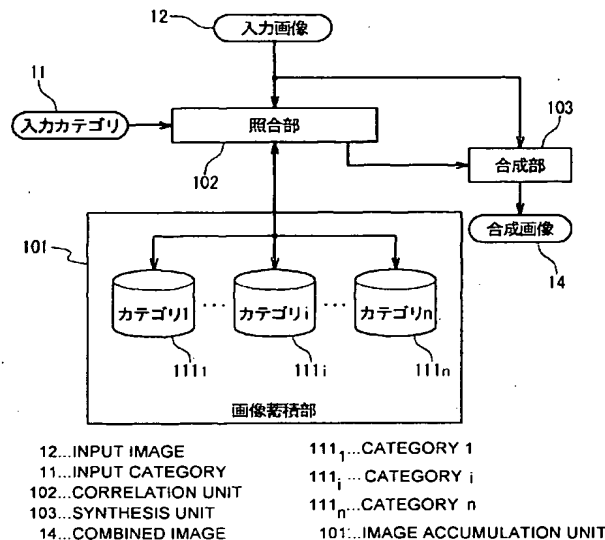 12
入力画像
11
入力カテゴリ
照合部
102
103
合成部
合成画像
14
101
カテゴリ1 ... カテゴリi ... カテゴリn
111₁
111i
111n
画像蓄積部
12...INPUT IMAGE
11...INPUT CATEGORY
102...CORRELATION UNIT
103...SYNTHESIS UNIT
14...COMBINED IMAGE
111₁...CATEGORY 1
111i...CATEGORY i
111n...CATEGORY n
101...IMAGE ACCUMULATION UNIT